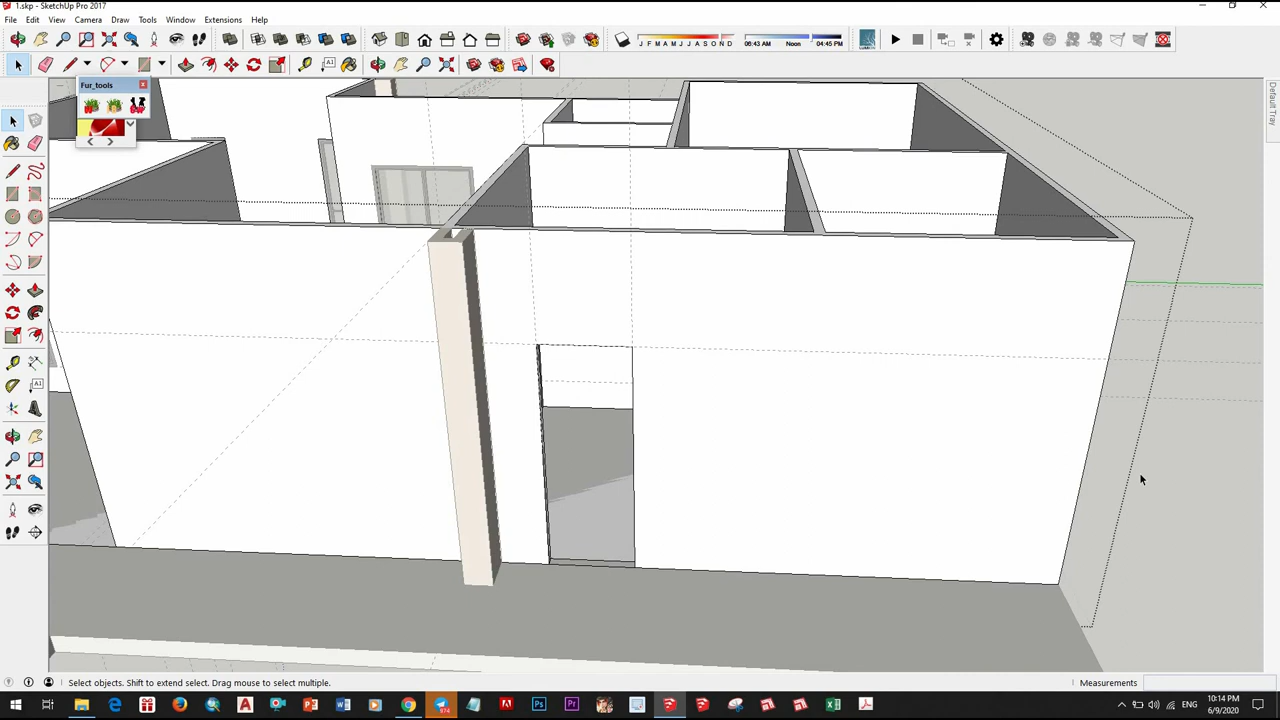 1.skp - SketchUp Pro 2017
File Edit View Camera Draw Tools Window Extensions Help
J F M A M J J A S O N D
06:43 AM Noon 04:45 PM
Fur_tools
Default Tray
Select objects. Shift to extend select. Drag mouse to select multiple.
Measurements
ENG
10:14 PM
6/9/2020